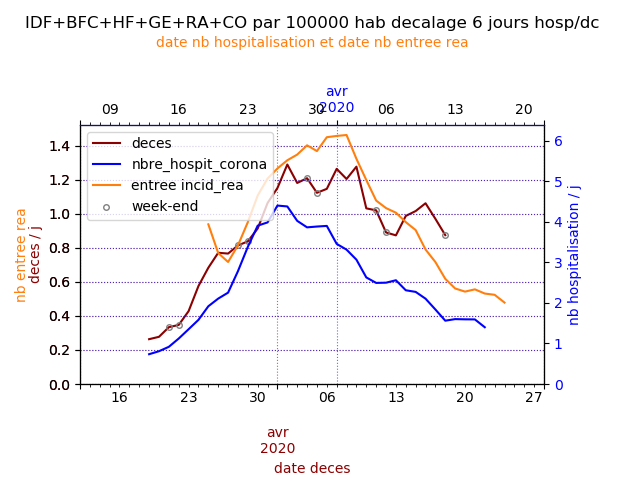 IDF+BFC+HF+GE+RA+CO par 100000 hab decalage 6 jours hosp/dc
date nb hospitalisation et date nb entree rea
avr
2020
09 16 23 30 06 13 20
deces
nbre_hospit_corona
entree incid_rea
week-end
nb entree rea
deces / j
1.4
1.2
1.0
0.8
0.6
0.4
0.2
0.0
6
5
4
3
2
1
0
nb hospitalisation / j
16 23 30 06 13 20 27
avr
2020
date deces